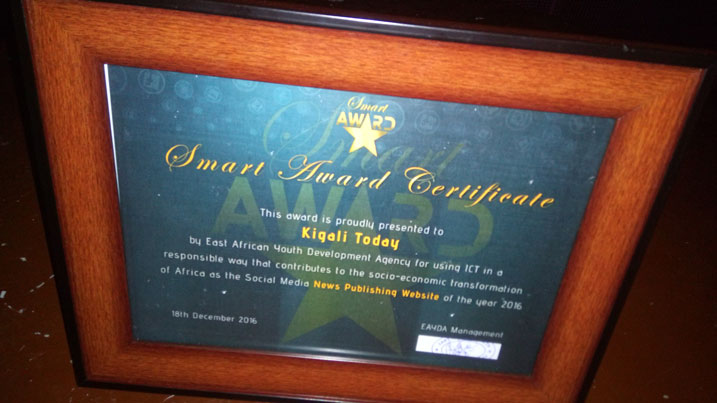 Smart
AWARD
Smart Award Certificate
This award is proudly presented to
Kigali Today
by East African Youth Development Agency for using ICT in a
responsible way that contributes to the socio-economic transformation
of Africa as the Social Media News Publishing Website of the year 2016
18th December 2016
EAYDA Management
Smart
AWARD